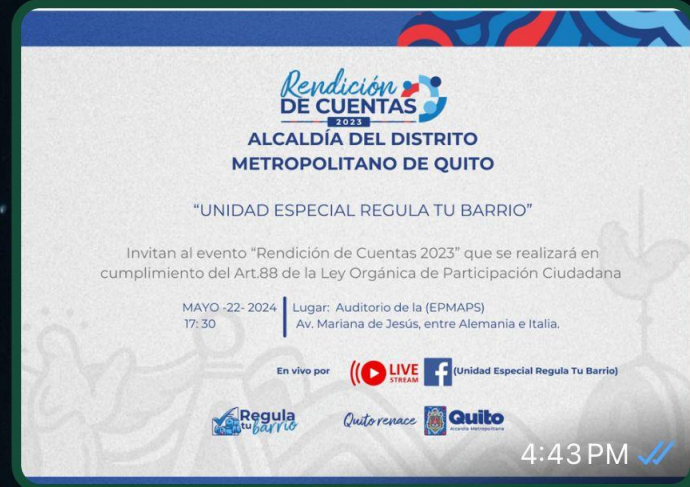 Rendición
DE CUENTAS
2023
ALCALDÍA DEL DISTRITO
METROPOLITANO DE QUITO
“UNIDAD ESPECIAL REGULA TU BARRIO”
Invitan al evento “Rendición de Cuentas 2023” que se realizará en
cumplimiento del Art.88 de la Ley Orgánica de Participación Ciudadana
MAYO -22- 2024
17: 30
Lugar: Auditorio de la (EPMAPS)
Av. Mariana de Jesús, entre Alemania e Italia.
En vivo por
LIVE
STREAM
(Unidad Especial Regula Tu Barrio)
Regula
tu barrio
Quito renace
Quito
Alcaldía Metropolitana
4:43 PM